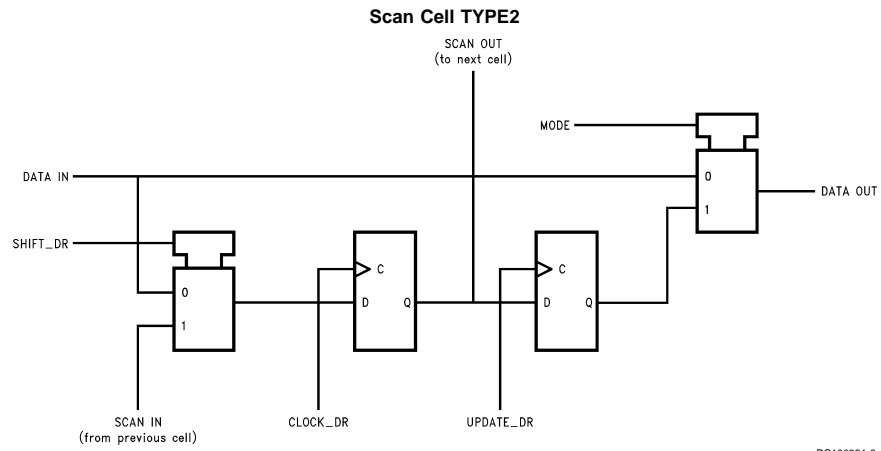 Scan Cell TYPE2
SCAN OUT
(to next cell)
MODE
DATA IN
0
DATA OUT
1
SHIFT_DR
C
C
0
D
Q
D
Q
1
SCAN IN
(from previous cell)
CLOCK_DR
UPDATE_DR